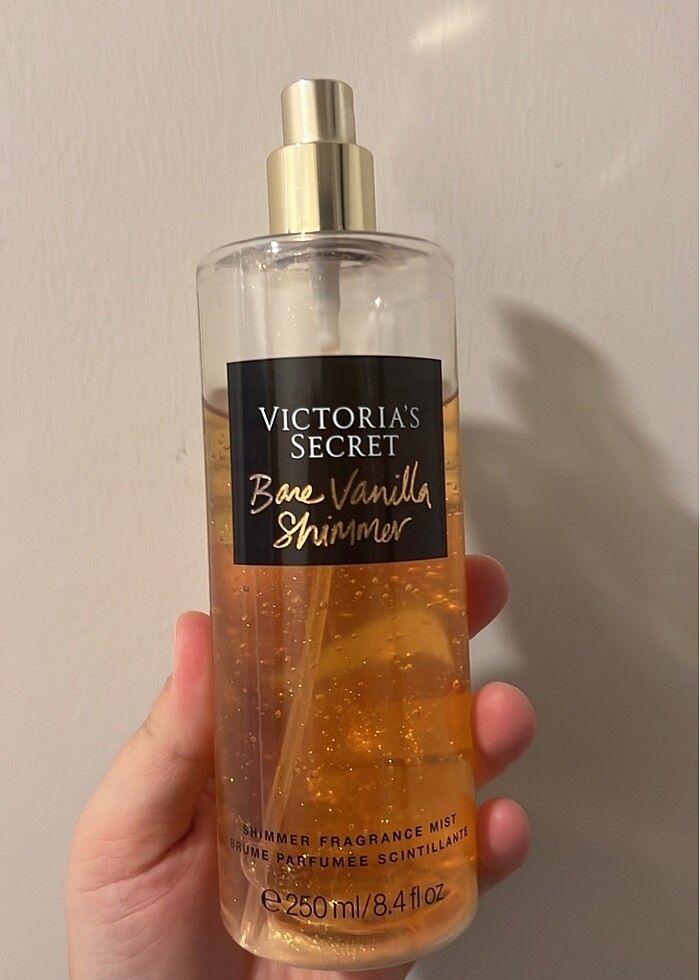 VICTORIA'S
SECRET
Bare Vanilla
Shimmer
SHIMMER FRAGRANCE MIST
BRUME PARFUMÉE SCINTILLANTE
℮ 250 ml/8.4 fl oz